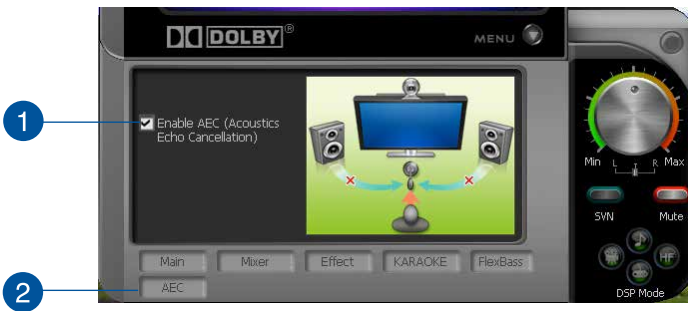 DOLBY®
MENU
1
Enable AEC (Acoustics
Echo Cancellation)
Min L R Max
SVN Mute
Main Mixer Effect KARAOKE FlexBass
HF
2
AEC
DSP Mode